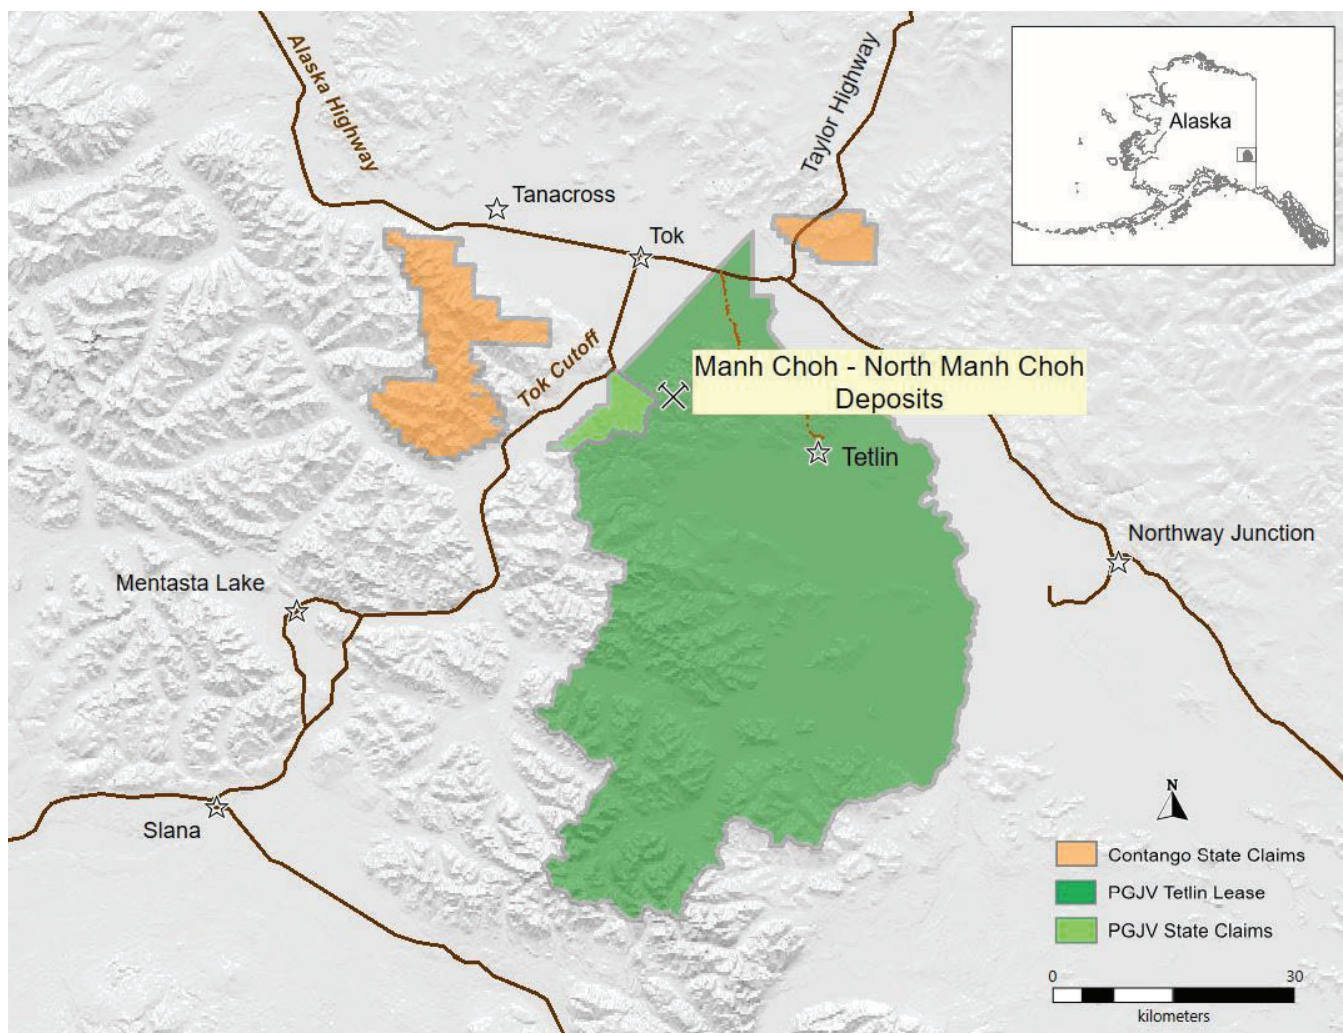 Alaska Highway
Taylor Highway
Alaska
Tanacross
Tok
Tok Cutoff
Manh Choh - North Manh Choh
Deposits
Tetlin
Northway Junction
Mentasta Lake
Slana
N
Contango State Claims
PGJV Tetlin Lease
PGJV State Claims
0 30
kilometers